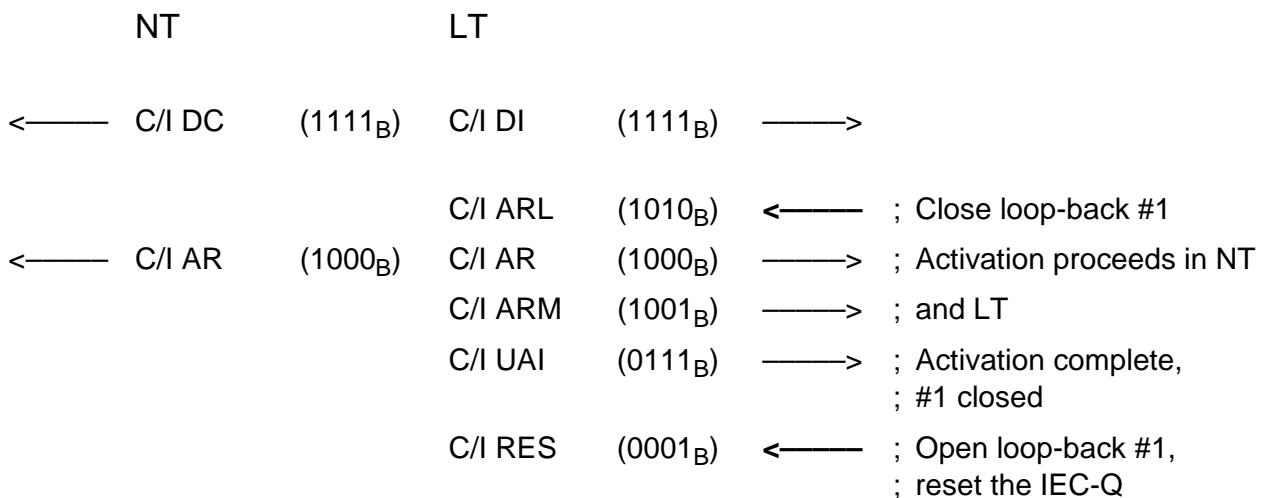 NT LT
<––––– C/I DC (1111B) C/I DI (1111B) –––––>
C/I ARL (1010B) <––––– ; Close loop-back #1
<––––– C/I AR (1000B) C/I AR (1000B) –––––> ; Activation proceeds in NT
C/I ARM (1001B) –––––> ; and LT
C/I UAI (0111B) –––––> ; Activation complete,
; #1 closed
C/I RES (0001B) <––––– ; Open loop-back #1,
; reset the IEC-Q